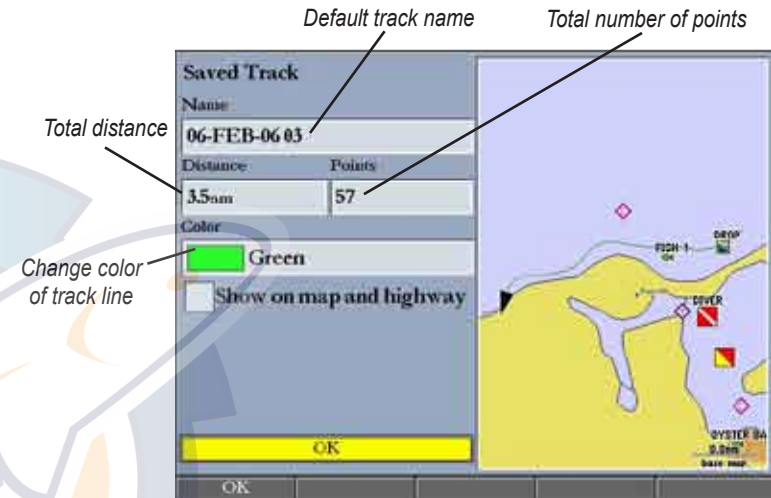 Default track name
Total number of points
Total distance
Change color
of track line
Saved Track
Name
06-FEB-06 03
Distance
Points
3.5nm
57
Color
Green
Show on map and highway
OK
OK
FISH-1
DROP
DIVER
OYSTER BA
0.0nm
base map